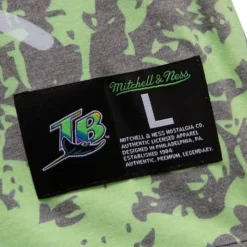 Mitchell & Ness
TB
L
MITCHELL & NESS NOSTALGIA CO.
AUTHENTIC LICENSED APPAREL
DESIGNED IN PHILADELPHIA, PA
ESTABLISHED 1904
AUTHENTIC. PREMIUM. LEGENDARY.